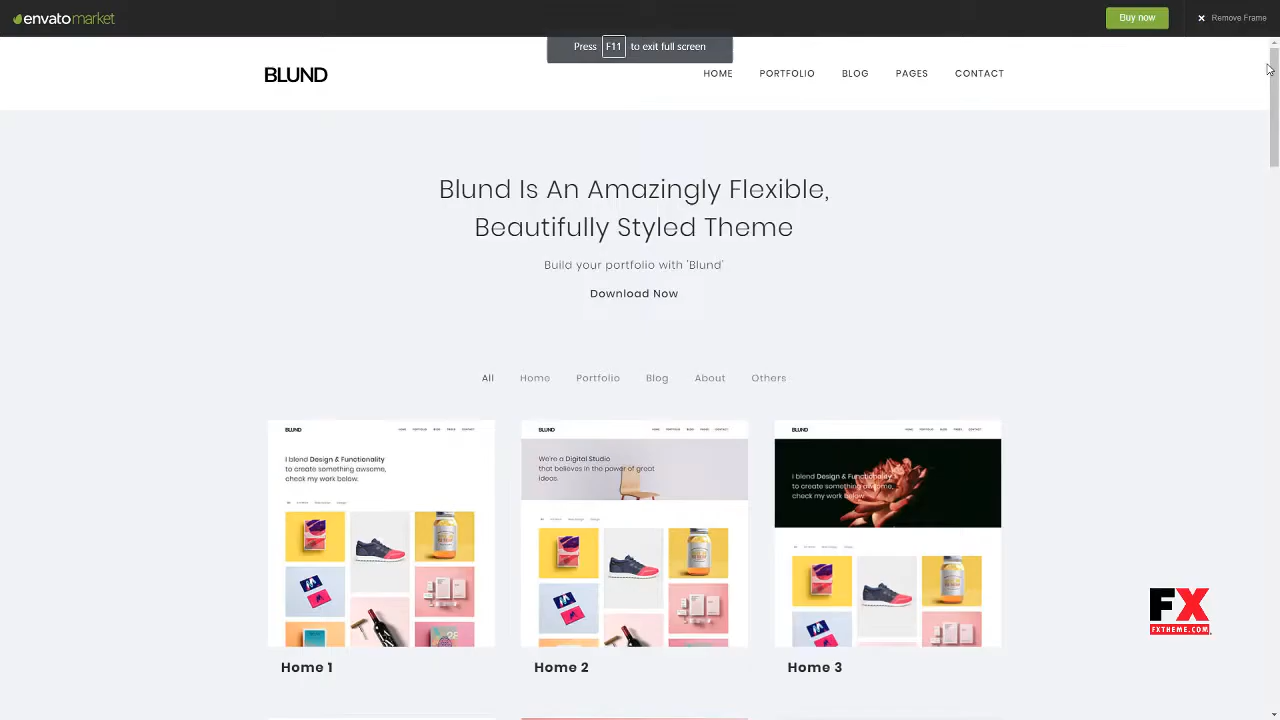 envatomarket
Buy now
× Remove Frame
Press F11 to exit full screen
BLUND
HOME
PORTFOLIO
BLOG
PAGES
CONTACT
Blund Is An Amazingly Flexible,
Beautifully Styled Theme
Build your portfolio with 'Blund'
Download Now
All
Home
Portfolio
Blog
About
Others
BLUND
I blend Design & Functionality
to create something awsome,
check my work below.
BLUND
We're a Digital Studio
that believes in the power of great
ideas.
BLUND
I blend Design & Functionality
to create something awsome,
check my work below.
Home 1
Home 2
Home 3
FX
FXTHEME.COM